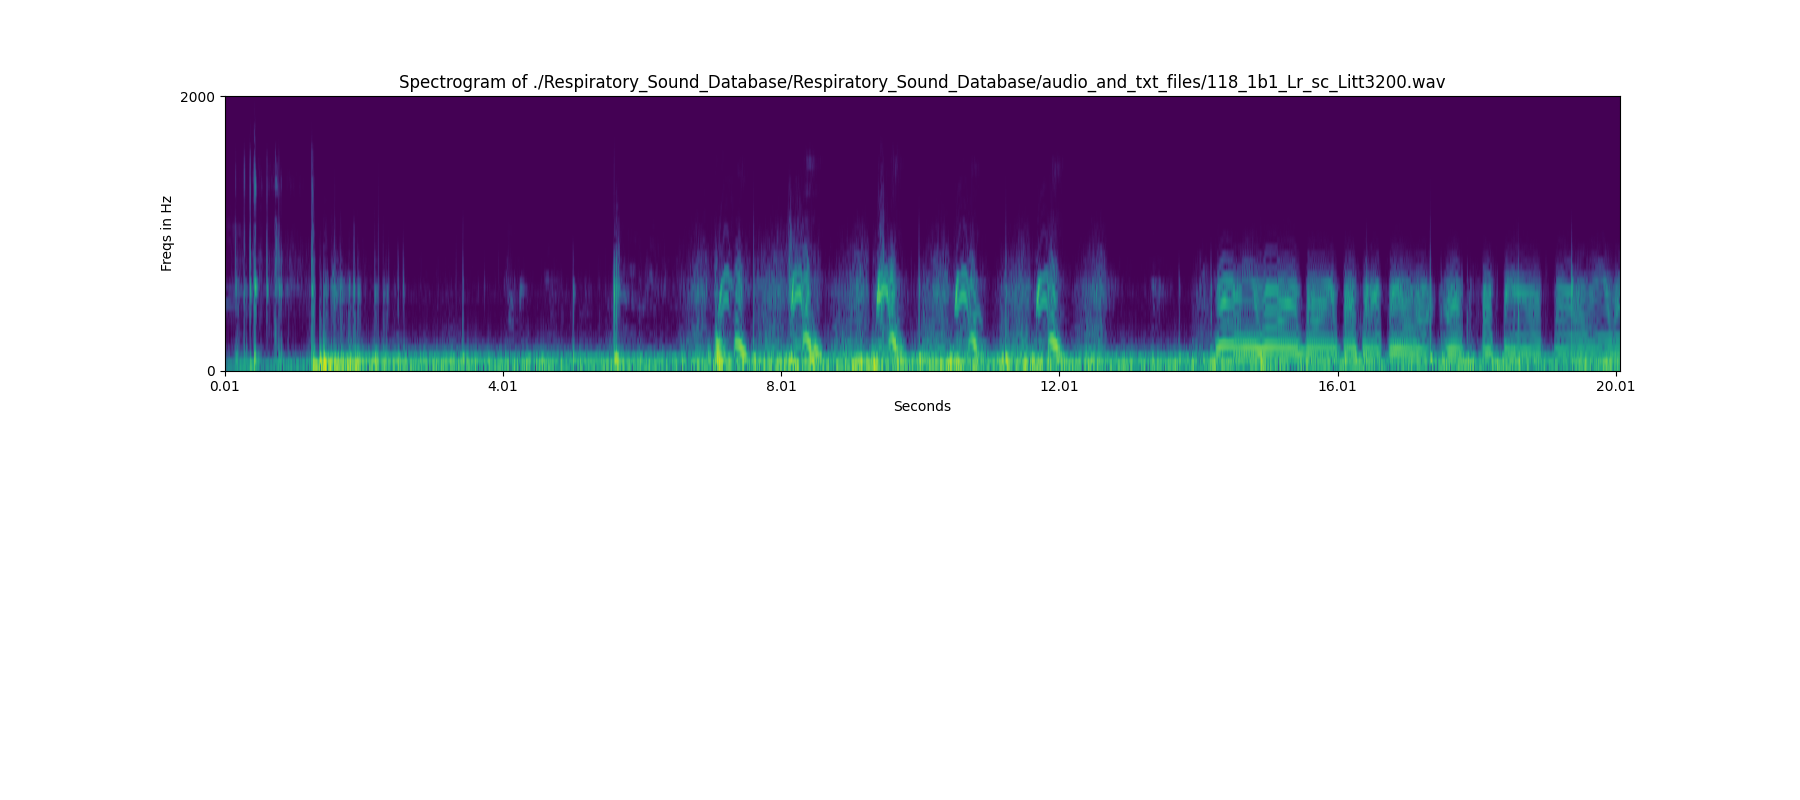 Spectrogram of ./Respiratory_Sound_Database/Respiratory_Sound_Database/audio_and_txt_files/118_1b1_Lr_sc_Litt3200.wav
2000
Freqs in Hz
0
0.01 4.01 8.01 12.01 16.01 20.01
Seconds